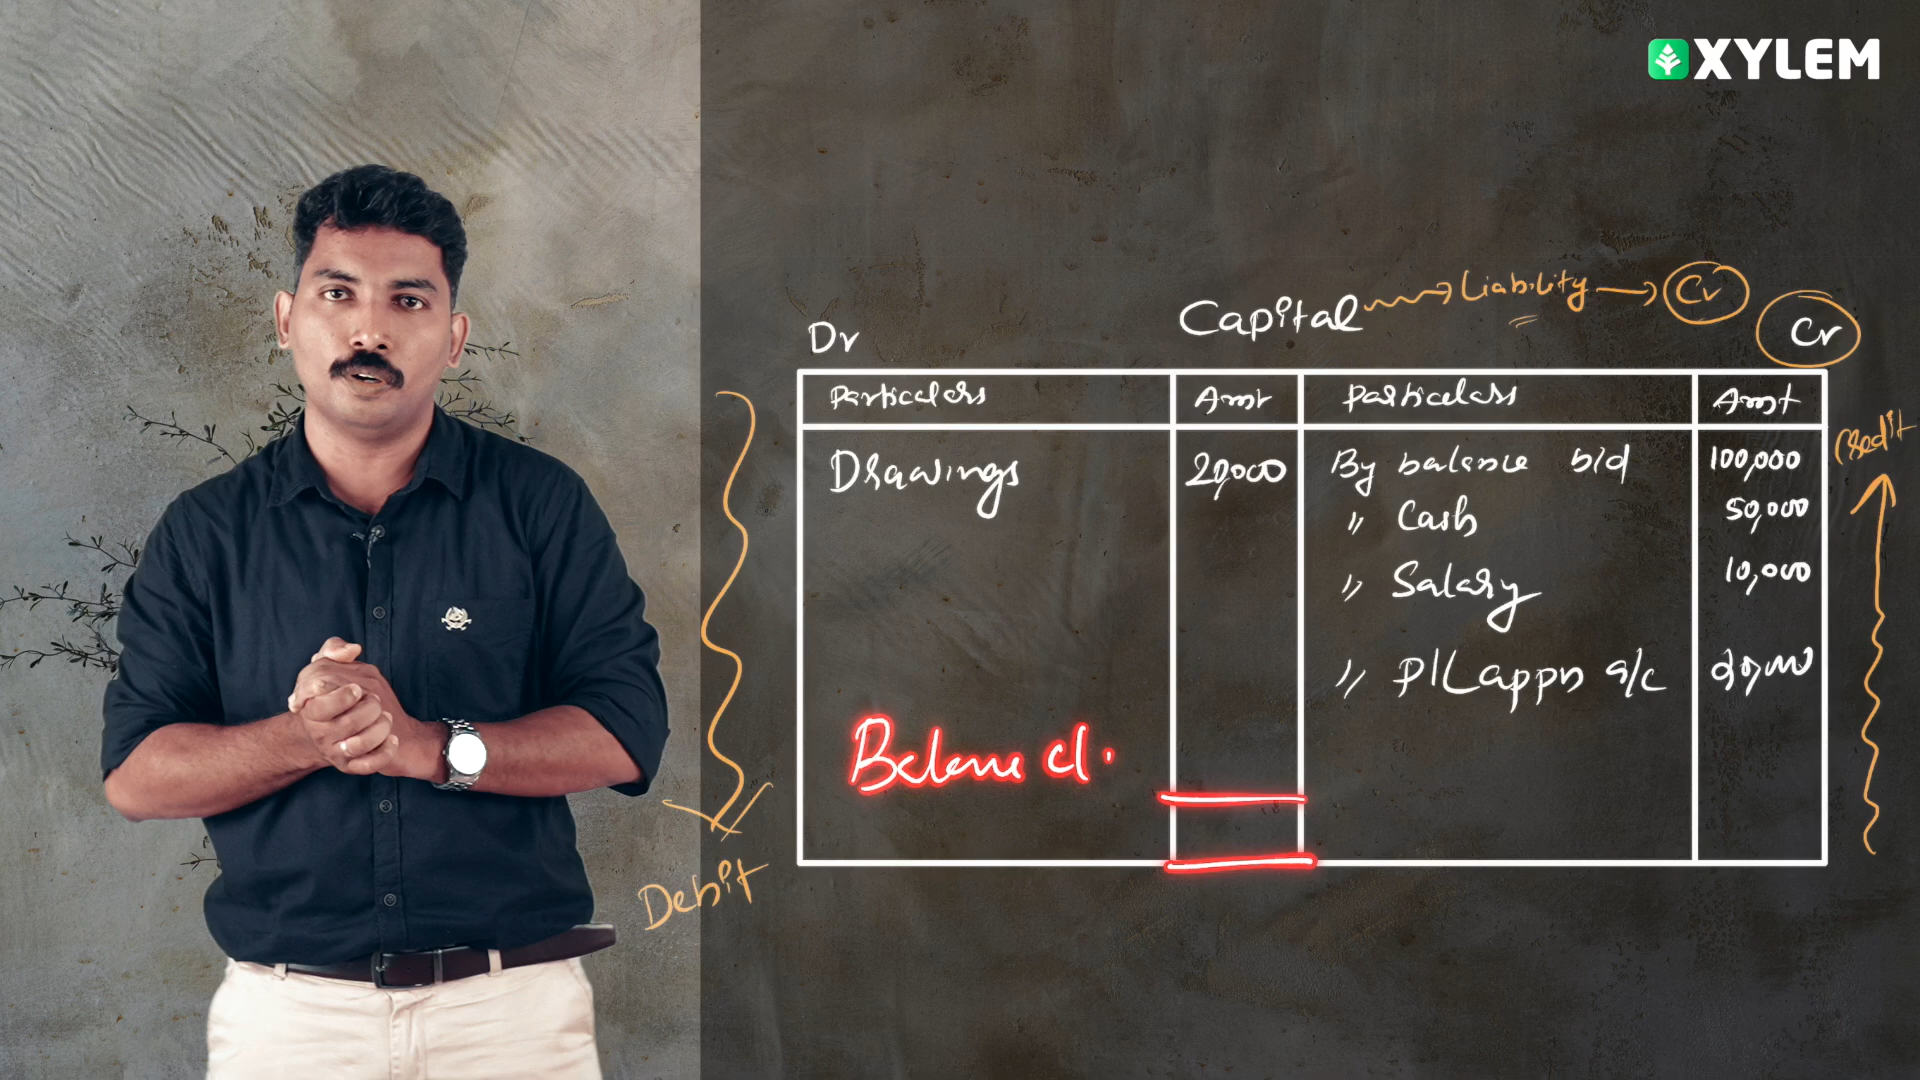 XYLEM
Capital → Liability → Cr
Dr
Cr
Particulars Amt Particulars Amt
Drawings 20,000 By balance b/d 100,000
" Cash 50,000
" Salary 10,000
" P/L appn a/c 20,000
Balance d.
Credit
Debit